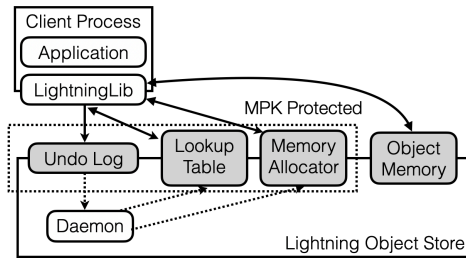 Client Process
Application
LightningLib
MPK Protected
Undo Log
Lookup
Table
Memory
Allocator
Object
Memory
Daemon
Lightning Object Store